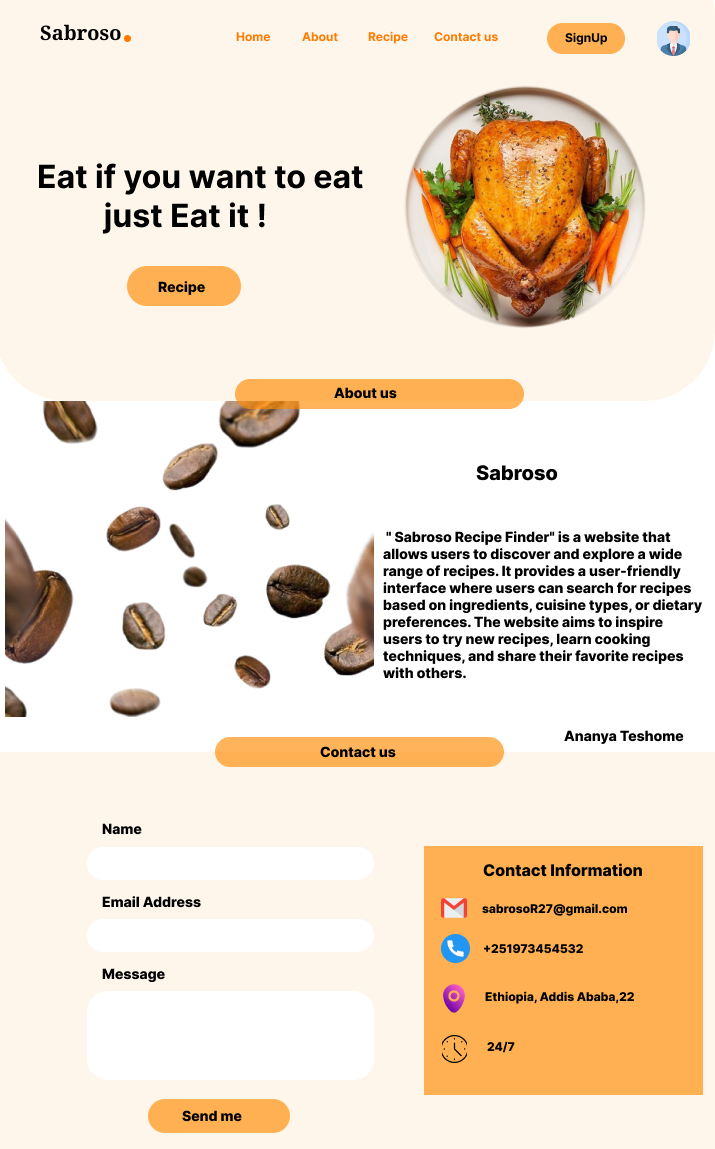 Sabroso.
Home About Recipe Contact us SignUp
Eat if you want to eat
just Eat it !
Recipe
About us
Sabroso
" Sabroso Recipe Finder" is a website that
allows users to discover and explore a wide
range of recipes. It provides a user-friendly
interface where users can search for recipes
based on ingredients, cuisine types, or dietary
preferences. The website aims to inspire
users to try new recipes, learn cooking
techniques, and share their favorite recipes
with others.
Ananya Teshome
Contact us
Name
Email Address
Message
Send me
Contact Information
sabrosoR27@gmail.com
+251973454532
Ethiopia, Addis Ababa,22
24/7